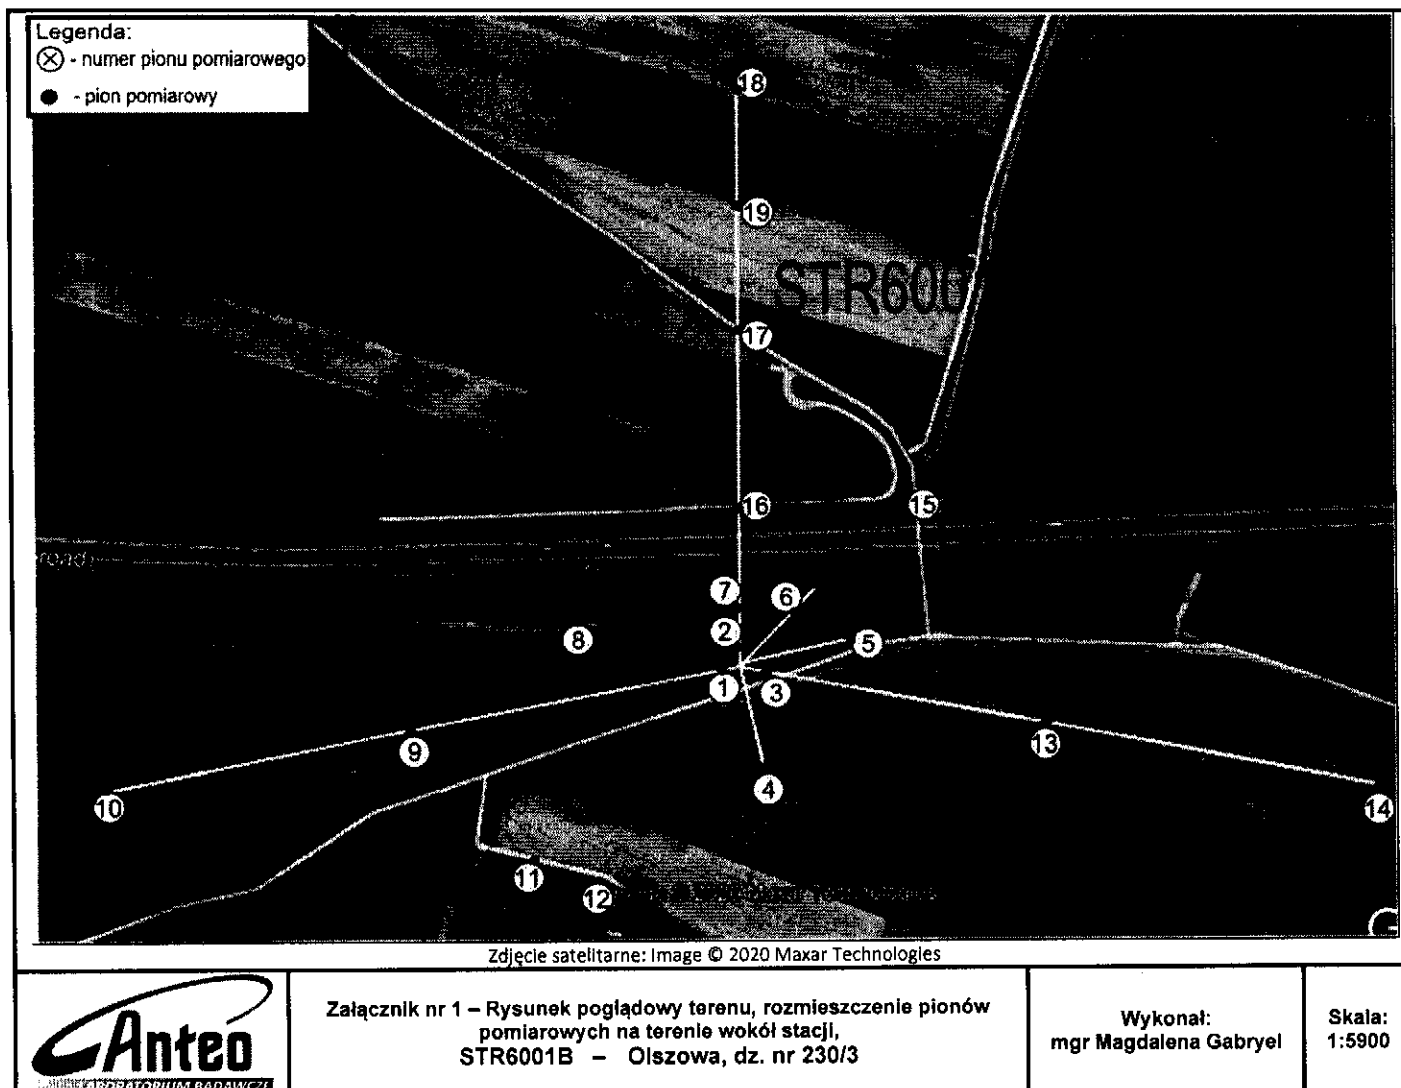 Legenda:
- numer pionu pomiarowego
- pion pomiarowy
18
19
STR600
17
16
15
road
7
6
2
8
5
1
3
9
13
4
10
14
11
12
Zdjęcie satelitarne: Image © 2020 Maxar Technologies
Anteo
LABORATORIUM BADAWCZE
Załącznik nr 1 – Rysunek poglądowy terenu, rozmieszczenie pionów
pomiarowych na terenie wokół stacji,
STR6001B – Olszowa, dz. nr 230/3
Wykonał:
mgr Magdalena Gabryel
Skala:
1:5900